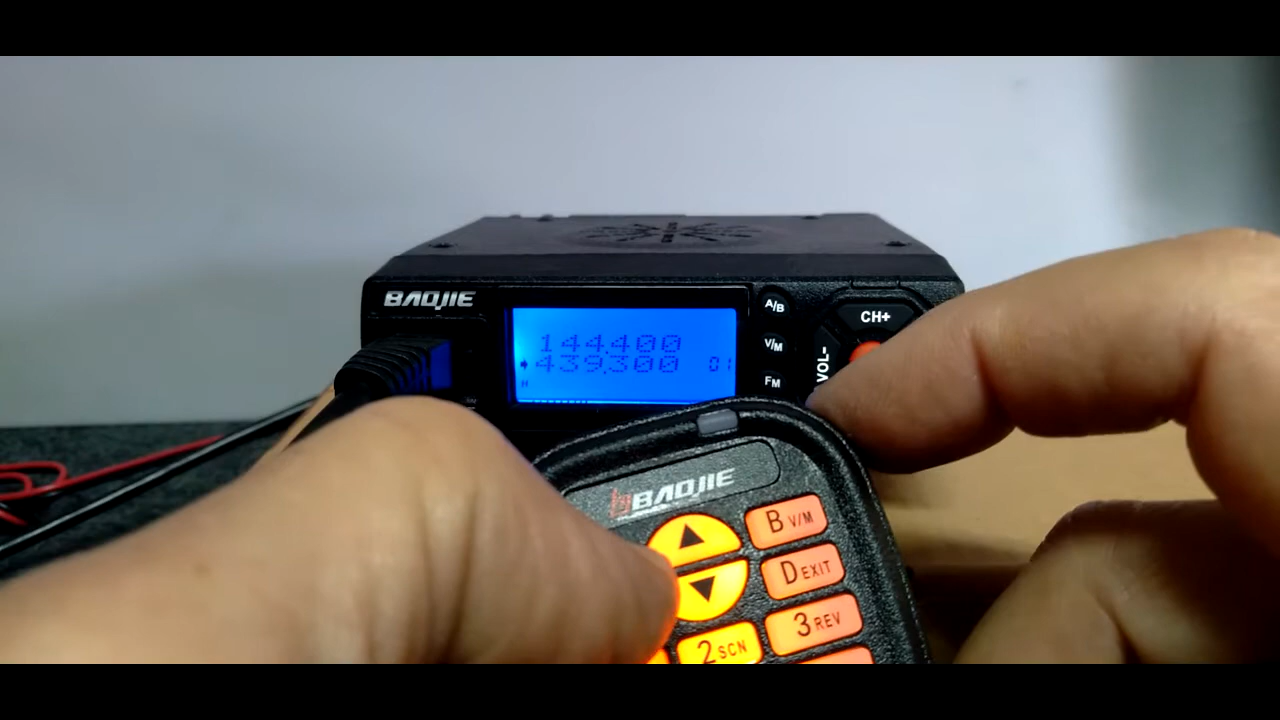 BAOJIE
144.400
439.300 01
H
A/B
V/M
FM
CH+
VOL-
BAOJIE
B V/M
D EXIT
3 REV
2 SCN